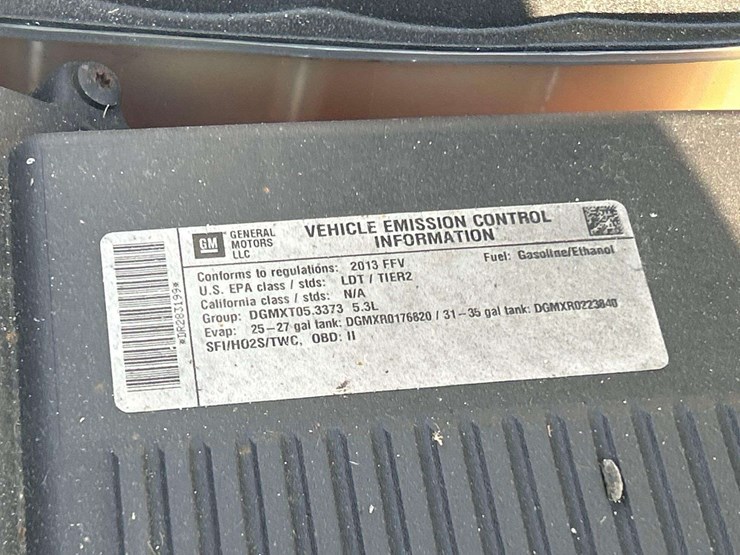 GM
GENERAL
MOTORS
LLC
VEHICLE EMISSION CONTROL
INFORMATION
Conforms to regulations: 2013 FFV
Fuel: Gasoline/Ethanol
U.S. EPA class / stds: LDT / TIER2
California class / stds: N/A
Group: DGMXT05.3373 5.3L
Evap: 25-27 gal tank: DGMXR0176820 / 31-35 gal tank: DGMXR0223840
SFI/HO2S/TWC, OBD: II
*DR283199*